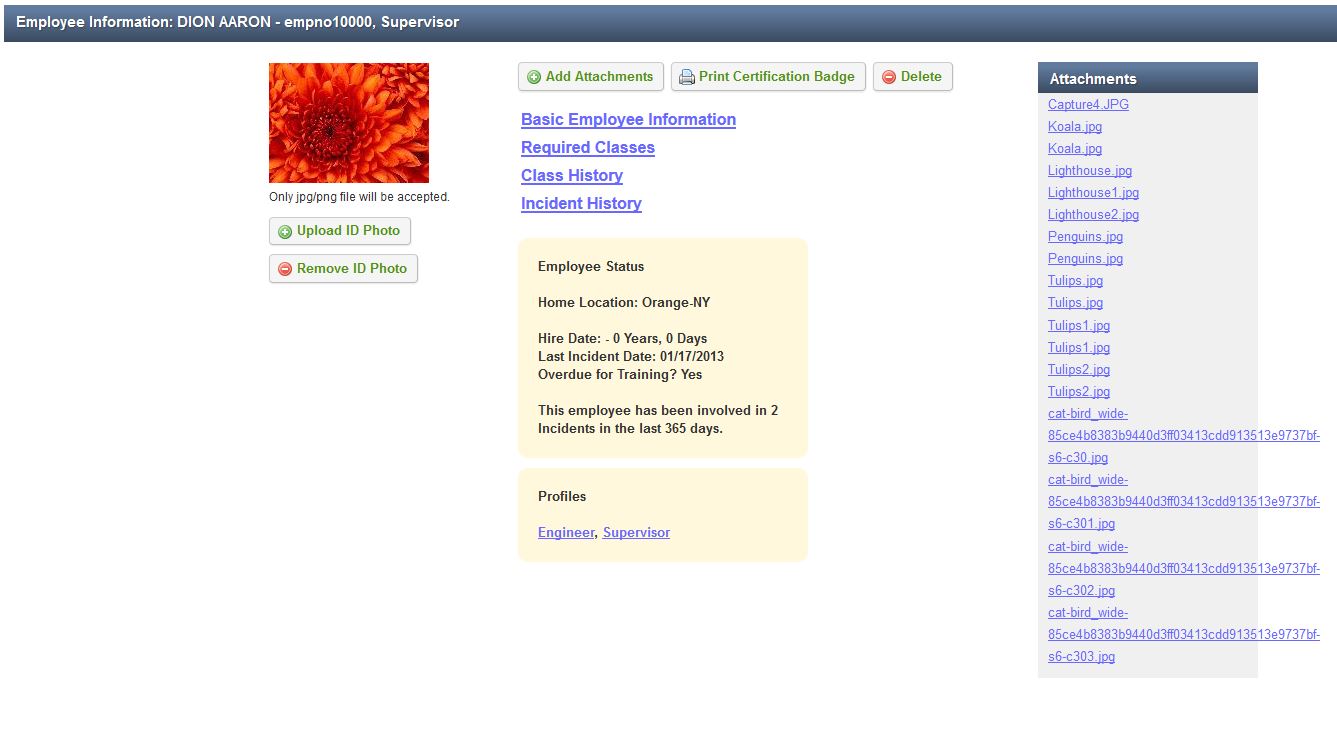 Employee Information: DION AARON - empno10000, Supervisor
Only jpg/png file will be accepted.
Upload ID Photo
Remove ID Photo
Add Attachments Print Certification Badge Delete
Basic Employee Information
Required Classes
Class History
Incident History
Employee Status
Home Location: Orange-NY
Hire Date: - 0 Years, 0 Days
Last Incident Date: 01/17/2013
Overdue for Training? Yes
This employee has been involved in 2
Incidents in the last 365 days.
Profiles
Engineer, Supervisor
Attachments
Capture4.JPG
Koala.jpg
Koala.jpg
Lighthouse.jpg
Lighthouse1.jpg
Lighthouse2.jpg
Penguins.jpg
Penguins.jpg
Tulips.jpg
Tulips.jpg
Tulips1.jpg
Tulips1.jpg
Tulips2.jpg
Tulips2.jpg
cat-bird_wide-
85ce4b8383b9440d3ff03413cdd913513e9737bf-
s6-c30.jpg
cat-bird_wide-
85ce4b8383b9440d3ff03413cdd913513e9737bf-
s6-c301.jpg
cat-bird_wide-
85ce4b8383b9440d3ff03413cdd913513e9737bf-
s6-c302.jpg
cat-bird_wide-
85ce4b8383b9440d3ff03413cdd913513e9737bf-
s6-c303.jpg